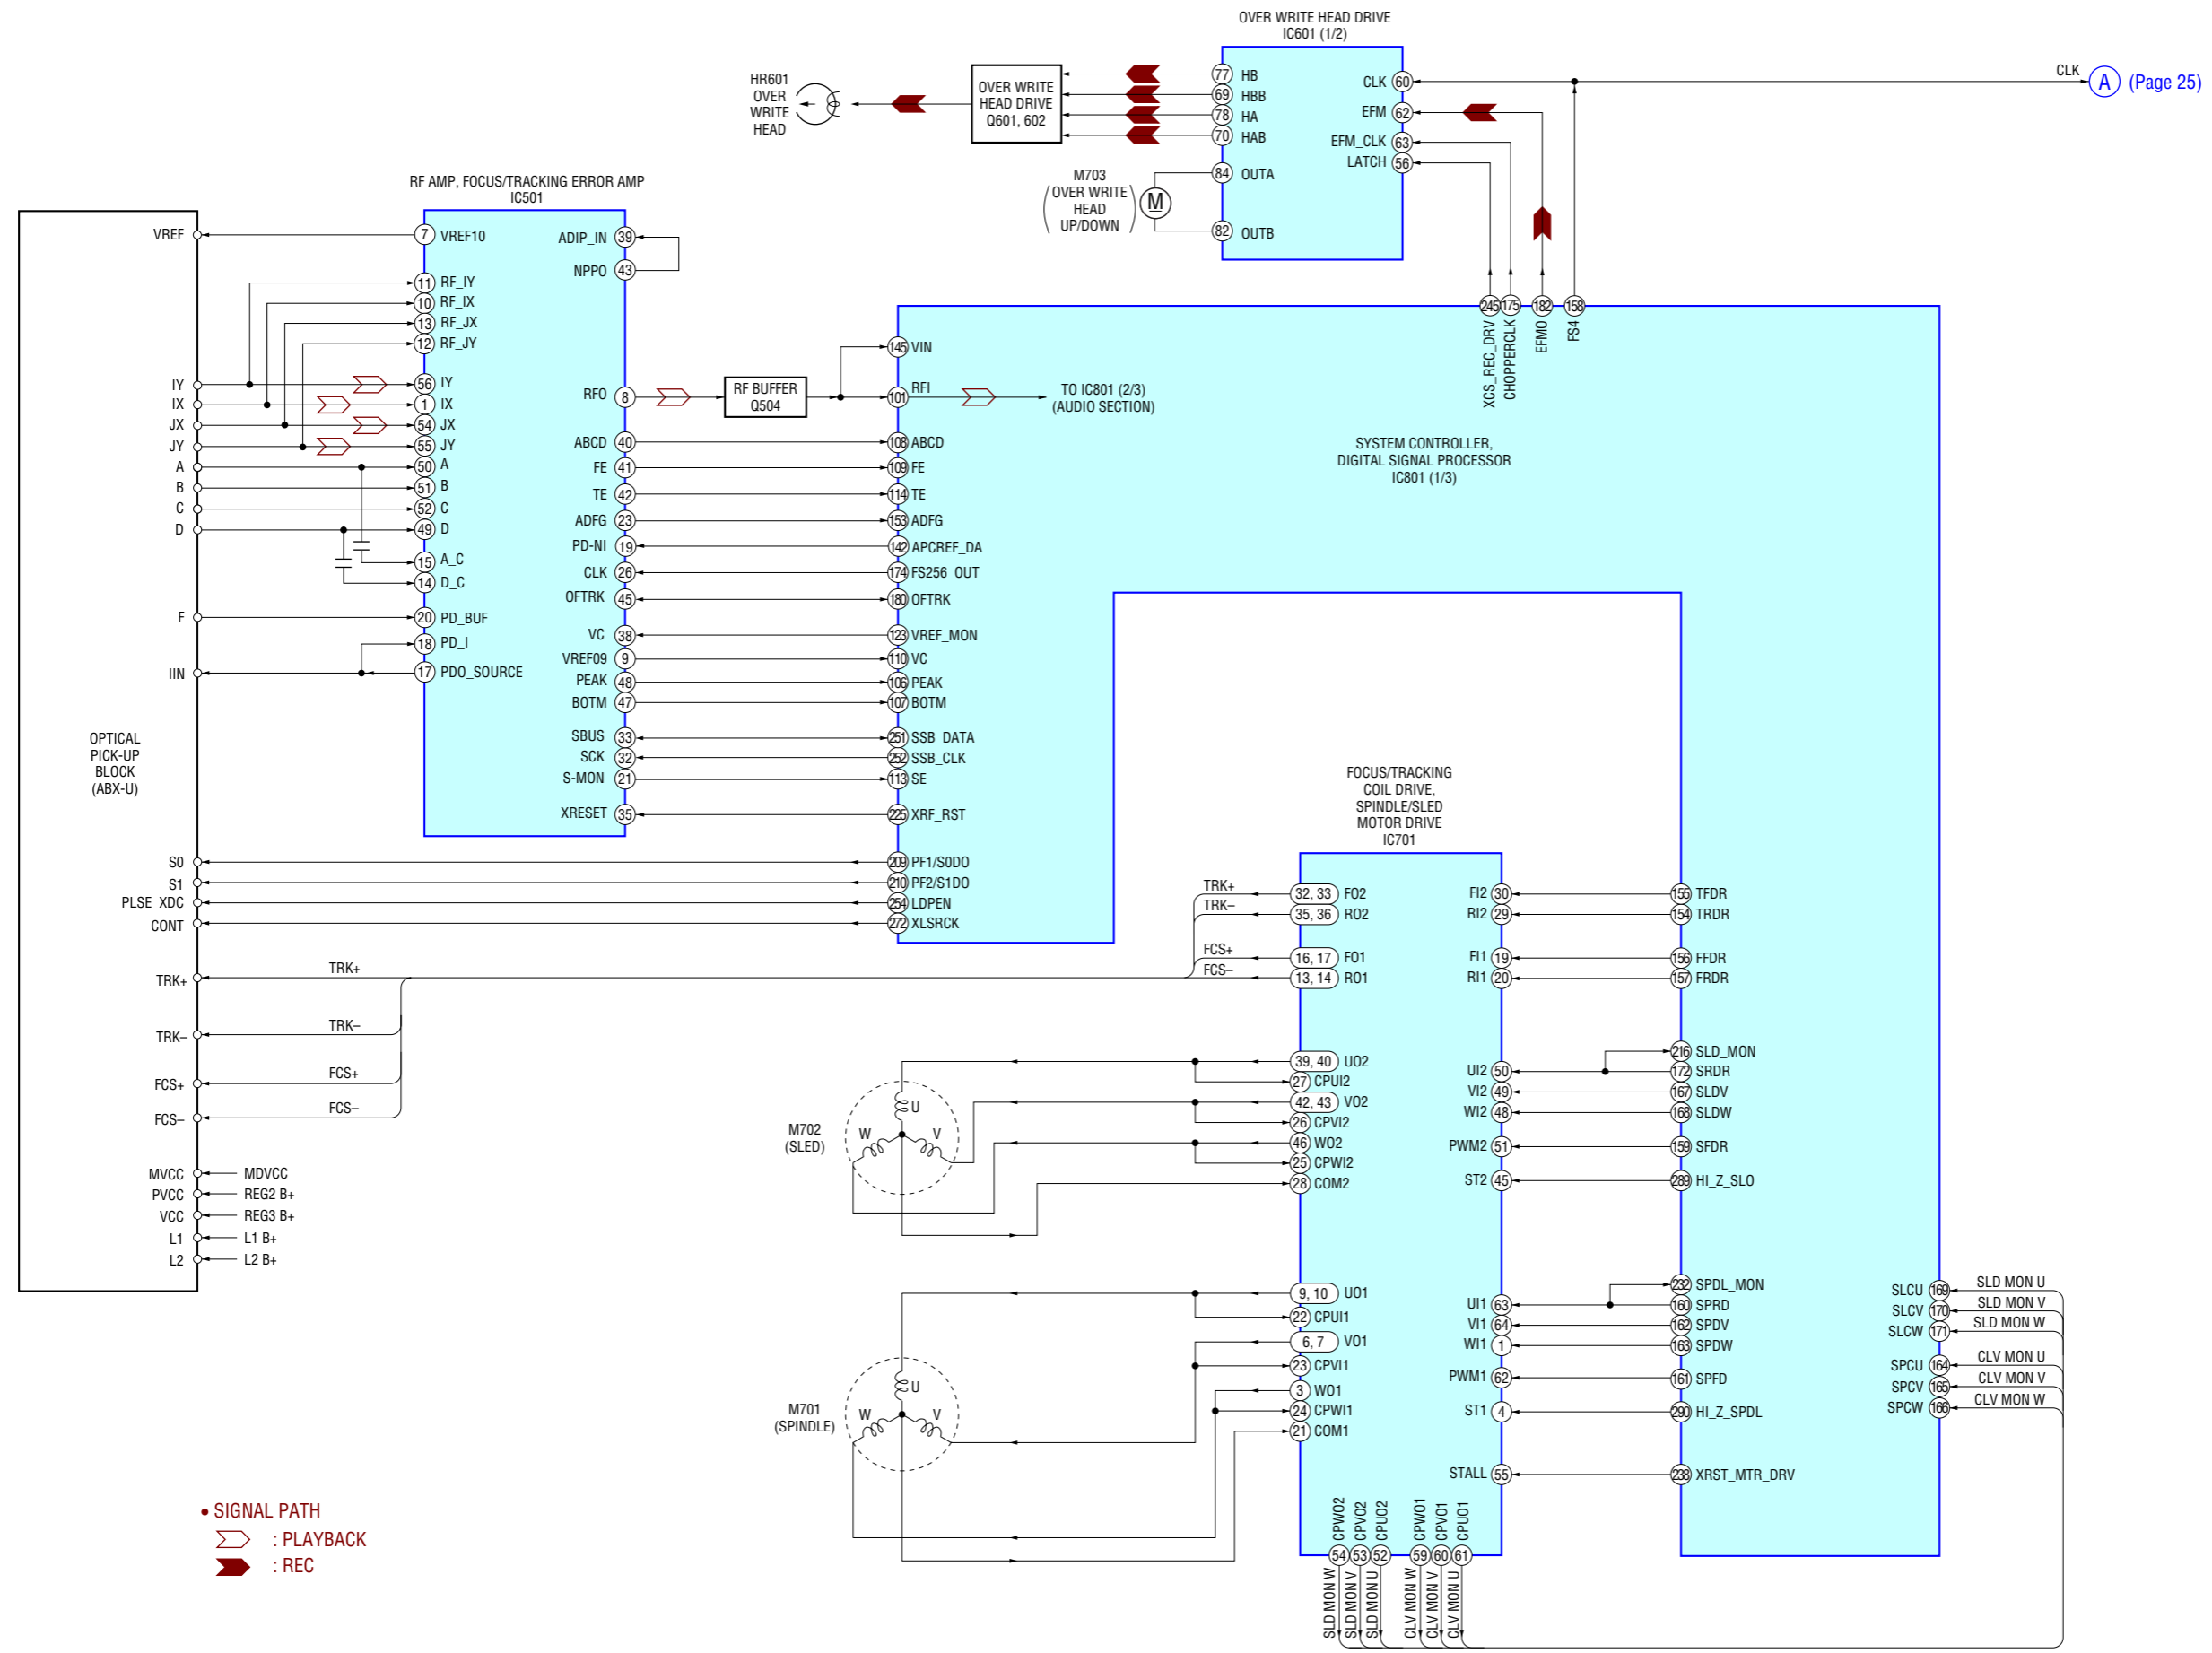 OVER WRITE HEAD DRIVE
IC601 (1/2)
HR601
OVER
WRITE
HEAD
OVER WRITE
HEAD DRIVE
Q601, 602
77 HB
69 HBB
78 HA
70 HAB
84 OUTA
82 OUTB
CLK 60
EFM 62
EFM_CLK 63
LATCH 56
CLK
A (Page 25)
M703
(OVER WRITE
HEAD
UP/DOWN)
M
RF AMP, FOCUS/TRACKING ERROR AMP
IC501
VREF
IY
IX
JX
JY
A
B
C
D
F
IIN
OPTICAL
PICK-UP
BLOCK
(ABX-U)
S0
S1
PLSE_XDC
CONT
TRK+
TRK–
FCS+
FCS–
MVCC
PVCC
VCC
L1
L2
MDVCC
REG2 B+
REG3 B+
L1 B+
L2 B+
TRK+
TRK–
FCS+
FCS–
7 VREF10
11 RF_IY
10 RF_IX
13 RF_JX
12 RF_JY
56 IY
1 IX
54 JX
55 JY
50 A
51 B
52 C
49 D
15 A_C
14 D_C
20 PD_BUF
18 PD_I
17 PDO_SOURCE
ADIP_IN 39
NPPO 43
RFO 8
ABCD 40
FE 41
TE 42
ADFG 23
PD-NI 19
CLK 26
OFTRK 45
VC 38
VREF09 9
PEAK 48
BOTM 47
SBUS 33
SCK 32
S-MON 21
XRESET 35
RF BUFFER
Q504
145 VIN
101 RFI
TO IC801 (2/3)
(AUDIO SECTION)
108 ABCD
109 FE
114 TE
153 ADFG
142 APCREF_DA
174 FS256_OUT
180 OFTRK
123 VREF_MON
110 VC
106 PEAK
107 BOTM
251 SSB_DATA
252 SSB_CLK
113 SE
225 XRF_RST
209 PF1/S0DO
210 PF2/S1DO
254 LDPEN
272 XLSRCK
245 XCS_REC_DRV
175 CHOPPERCLK
182 EFMO
158 FS4
SYSTEM CONTROLLER,
DIGITAL SIGNAL PROCESSOR
IC801 (1/3)
FOCUS/TRACKING
COIL DRIVE,
SPINDLE/SLED
MOTOR DRIVE
IC701
TRK+
TRK–
FCS+
FCS–
32, 33 FO2
35, 36 RO2
16, 17 FO1
13, 14 RO1
39, 40 UO2
27 CPUI2
42, 43 VO2
26 CPVI2
46 WO2
25 CPWI2
28 COM2
9, 10 UO1
22 CPUI1
6, 7 VO1
23 CPVI1
3 WO1
24 CPWI1
21 COM1
FI2 30
RI2 29
FI1 19
RI1 20
UI2 50
VI2 49
WI2 48
PWM2 51
ST2 45
UI1 63
VI1 64
WI1 1
PWM1 62
ST1 4
STALL 55
155 TFDR
154 TRDR
156 FFDR
157 FRDR
216 SLD_MON
172 SRDR
167 SLDV
168 SLDW
159 SFDR
289 HI_Z_SLO
232 SPDL_MON
160 SPRD
162 SPDV
163 SPDW
161 SPFD
290 HI_Z_SPDL
238 XRST_MTR_DRV
SLCU 169 SLD MON U
SLCV 170 SLD MON V
SLCW 171 SLD MON W
SPCU 164 CLV MON U
SPCV 165 CLV MON V
SPCW 166 CLV MON W
M702
(SLED)
U
W
V
M701
(SPINDLE)
U
W
V
CPWO2 54 SLD MON W
CPVO2 53 SLD MON V
CPUO2 52 SLD MON U
CPWO1 59 CLV MON W
CPVO1 60 CLV MON V
CPUO1 61 CLV MON U
• SIGNAL PATH
: PLAYBACK
: REC